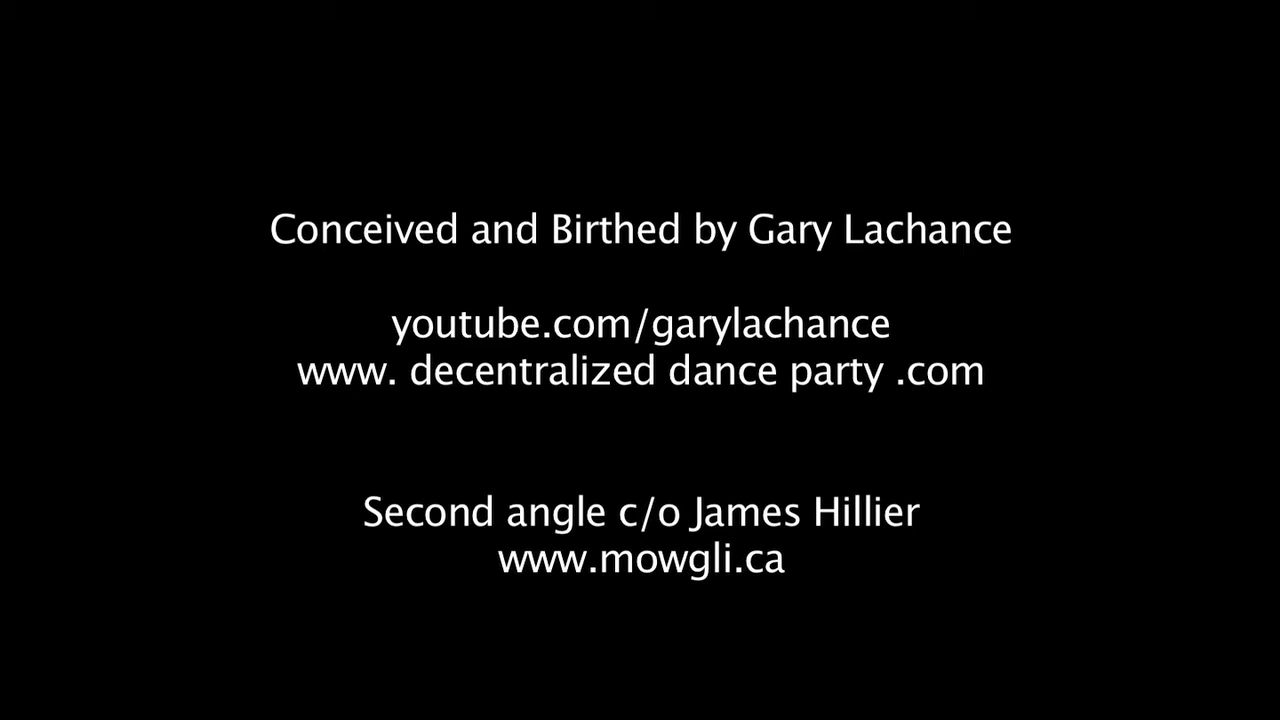 Conceived and Birthed by Gary Lachance
youtube.com/garylachance
www. decentralized dance party .com
Second angle c/o James Hillier
www.mowgli.ca